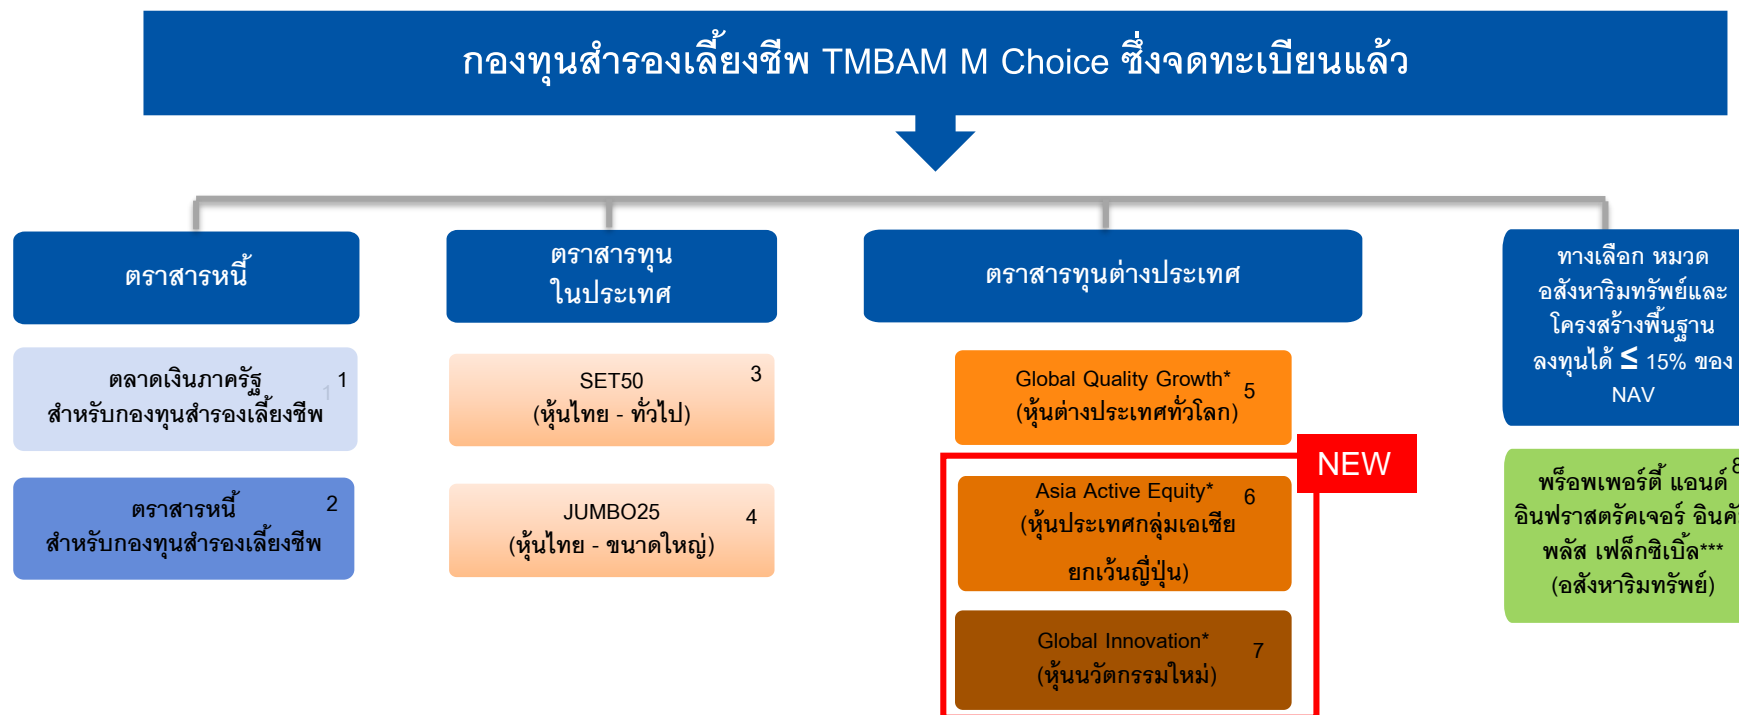 กองทุนสำรองเลี้ยงชีพ TMBAM M Choice ซึ่งจดทะเบียนแล้ว
ตราสารหนี้
ตลาดเงินภาครัฐ 1
สำหรับกองทุนสำรองเลี้ยงชีพ
ตราสารหนี้ 2
สำหรับกองทุนสำรองเลี้ยงชีพ
ตราสารทุน
ในประเทศ
SET50 3
(หุ้นไทย - ทั่วไป)
JUMBO25 4
(หุ้นไทย - ขนาดใหญ่)
ตราสารทุนต่างประเทศ
Global Quality Growth* 5
(หุ้นต่างประเทศทั่วโลก)
NEW
Asia Active Equity* 6
(หุ้นประเทศกลุ่มเอเชีย
ยกเว้นญี่ปุ่น)
Global Innovation* 7
(หุ้นนวัตกรรมใหม่)
ทางเลือก หมวด
อสังหาริมทรัพย์และ
โครงสร้างพื้นฐาน
ลงทุนได้ ≤ 15% ของ
NAV
พร็อพเพอร์ตี้ แอนด์ 8
อินฟราสตรัคเจอร์
พลัส เฟล็กซิเบิ้ล***
(อสังหาริมทรัพย์)